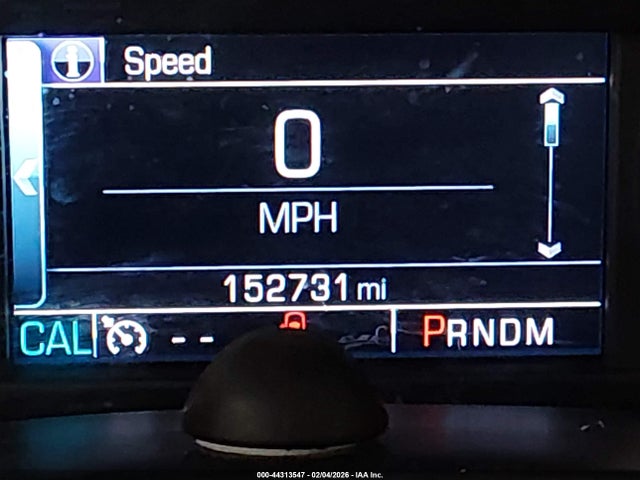 Speed
0
MPH
152731 mi
CAL -- PRNDM
000-44313547 - 02/04/2026 - IAA Inc.